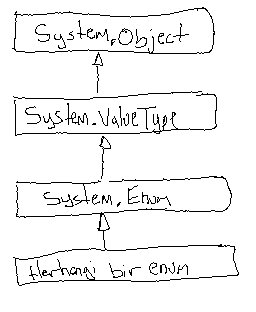 System.Object
System.ValueType
System.Enum
Herhangi bir enum